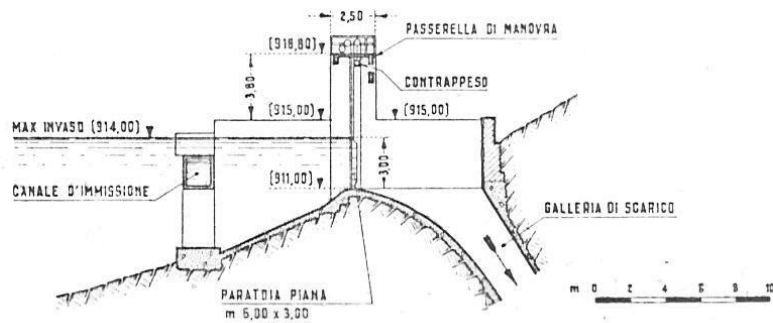 2,50
PASSERELLA DI MANOVRA
(918,80)
3,80
CONTRAPPESO
(915,00)
(915,00)
MAX INVASO (914,00)
3,00
(911,00)
CANALE D'IMMISSIONE
GALLERIA DI SCARICO
PARATOIA PIANA
m 6,00 x 3,00
m 0 2 4 6 8 10